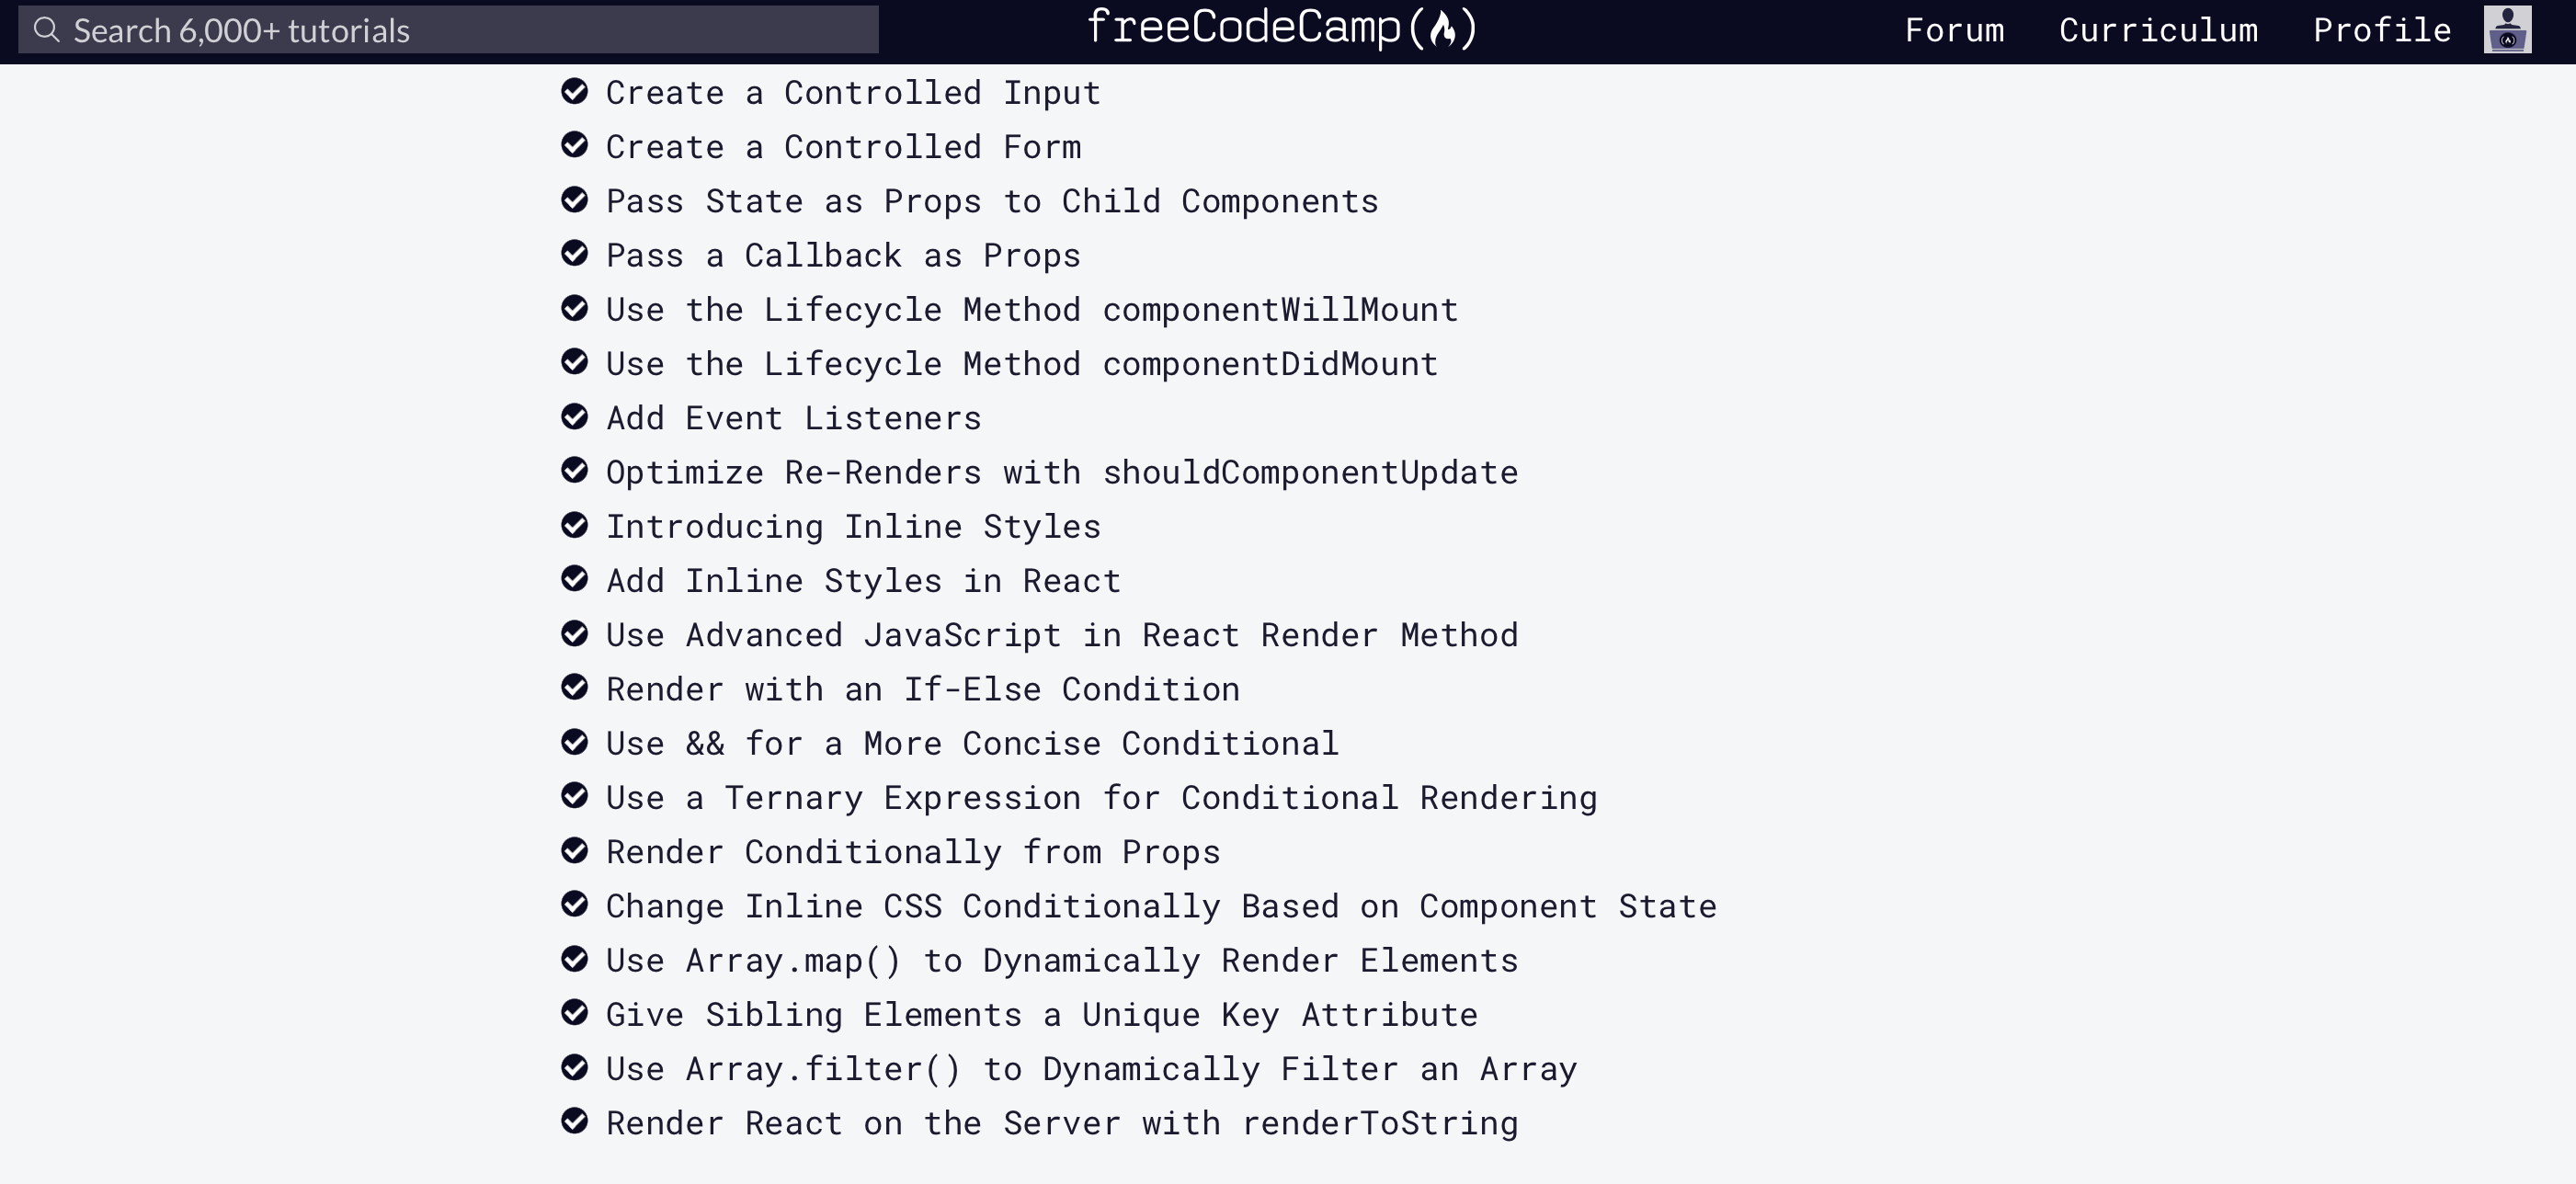 Search 6,000+ tutorials
freeCodeCamp
Forum
Curriculum
Profile
Create a Controlled Input
Create a Controlled Form
Pass State as Props to Child Components
Pass a Callback as Props
Use the Lifecycle Method componentWillMount
Use the Lifecycle Method componentDidMount
Add Event Listeners
Optimize Re-Renders with shouldComponentUpdate
Introducing Inline Styles
Add Inline Styles in React
Use Advanced JavaScript in React Render Method
Render with an If-Else Condition
Use && for a More Concise Conditional
Use a Ternary Expression for Conditional Rendering
Render Conditionally from Props
Change Inline CSS Conditionally Based on Component State
Use Array.map() to Dynamically Render Elements
Give Sibling Elements a Unique Key Attribute
Use Array.filter() to Dynamically Filter an Array
Render React on the Server with renderToString